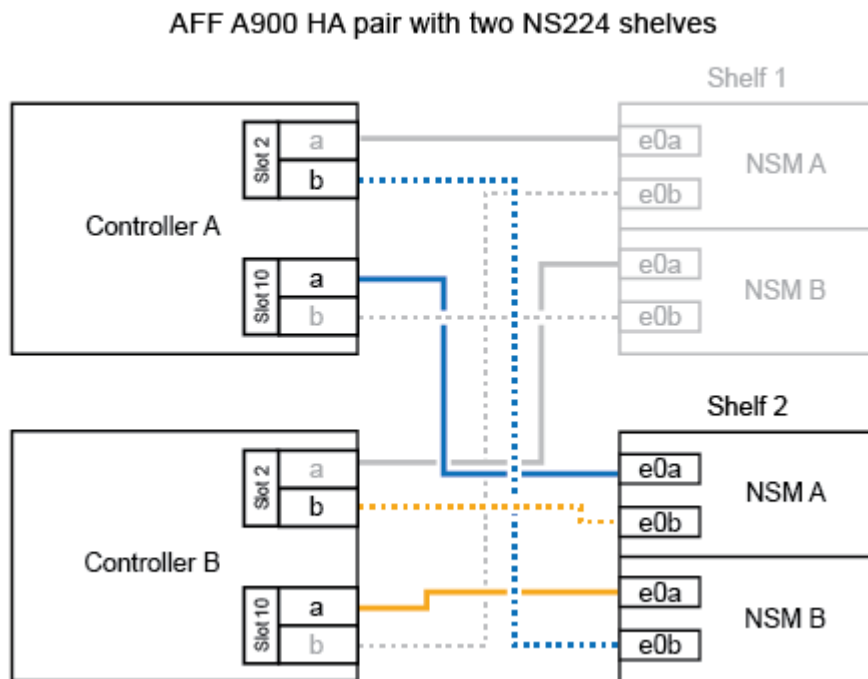 AFF A900 HA pair with two NS224 shelves
Shelf 1
Controller A
Slot 2
a
b
Slot 10
a
b
e0a
e0b
NSM A
e0a
e0b
NSM B
Shelf 2
Controller B
Slot 2
a
b
Slot 10
a
b
e0a
e0b
NSM A
e0a
e0b
NSM B